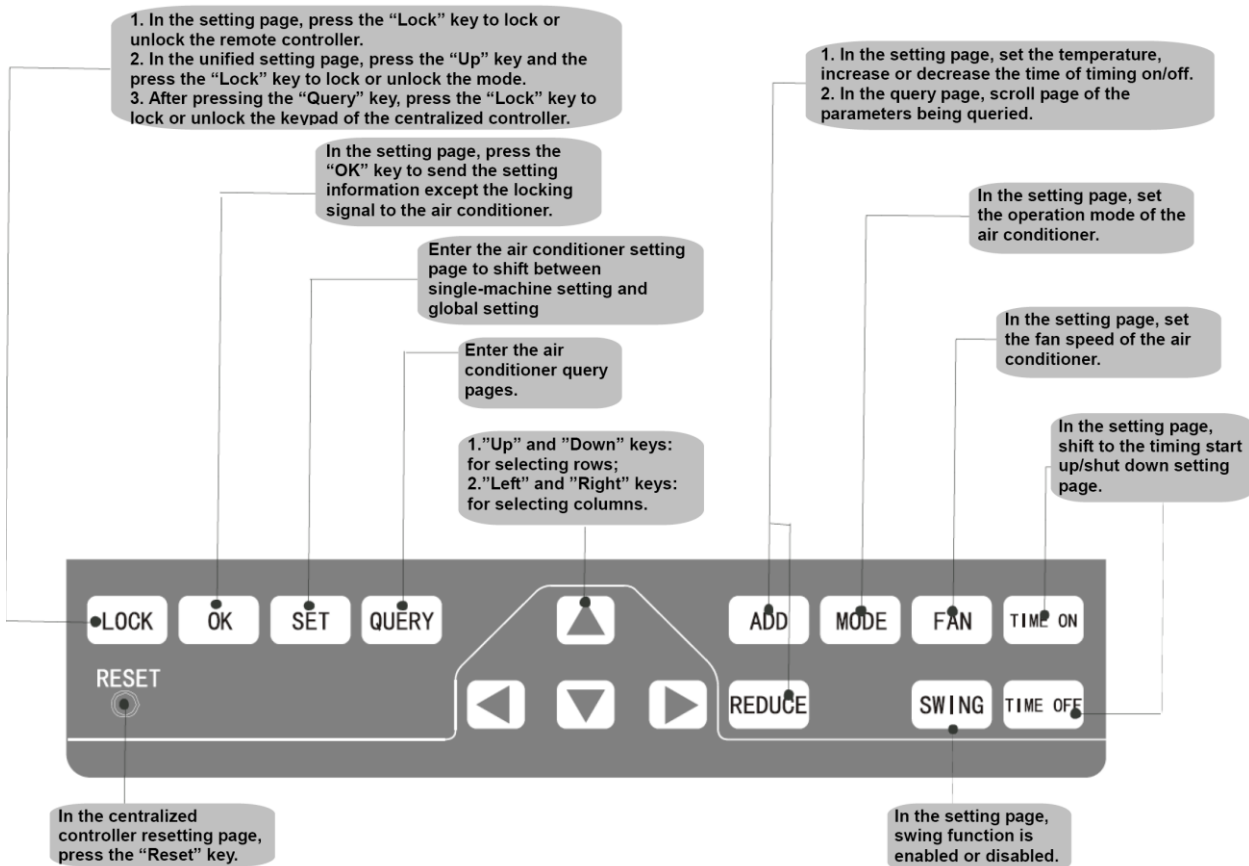 1. In the setting page, press the “Lock” key to lock or
unlock the remote controller.
2. In the unified setting page, press the “Up” key and the
press the “Lock” key to lock or unlock the mode.
3. After pressing the “Query” key, press the “Lock” key to
lock or unlock the keypad of the centralized controller.
1. In the setting page, set the temperature,
increase or decrease the time of timing on/off.
2. In the query page, scroll page of the
parameters being queried.
In the setting page, press the
“OK” key to send the setting
information except the locking
signal to the air conditioner.
In the setting page, set
the operation mode of the
air conditioner.
Enter the air conditioner setting
page to shift between
single-machine setting and
global setting
In the setting page, set
the fan speed of the air
conditioner.
Enter the air
conditioner query
pages.
In the setting page,
shift to the timing start
up/shut down setting
page.
1.”Up” and ”Down” keys:
for selecting rows;
2.”Left” and ”Right” keys:
for selecting columns.
LOCK
OK
SET
QUERY
ADD
MODE
FAN
TIME ON
RESET
REDUCE
SWING
TIME OFF
In the centralized
controller resetting page,
press the “Reset” key.
In the setting page,
swing function is
enabled or disabled.